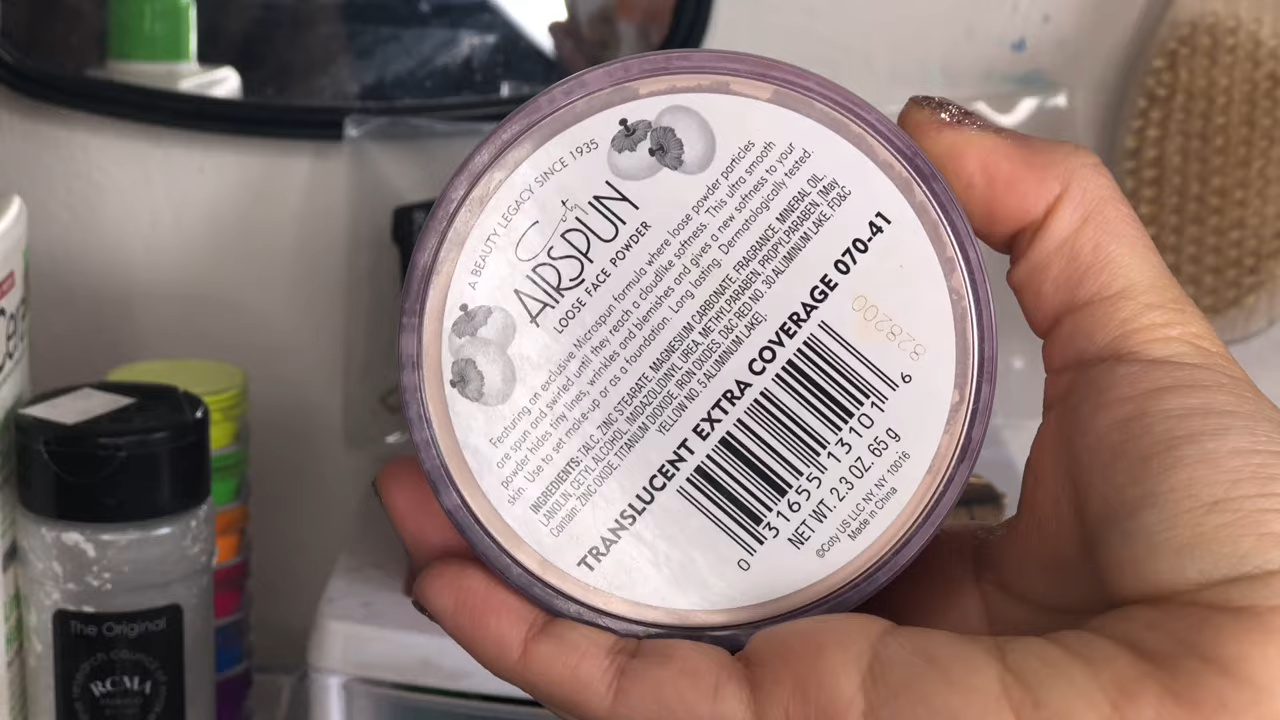 A BEAUTY LEGACY SINCE 1935
Coty
AIRSPUN
LOOSE FACE POWDER
Featuring an exclusive Microspun formula where loose powder particles
are spun and swirled until they reach a cloudlike softness. This ultra smooth
powder hides tiny lines, wrinkles and blemishes and gives a new softness to your
skin. Use to set make-up or as a foundation. Long lasting. Dermatologically tested.
INGREDIENTS: TALC, ZINC STEARATE, MAGNESIUM CARBONATE, FRAGRANCE, MINERAL OIL,
LANOLIN, CETYL ALCOHOL, IMIDAZOLIDINYL UREA, METHYLPARABEN, PROPYLPARABEN, [May
Contain: ZINC OXIDE, TITANIUM DIOXIDE, IRON OXIDES, D&C RED NO. 30 ALUMINUM LAKE, FD&C
YELLOW NO. 5 ALUMINUM LAKE].
TRANSLUCENT EXTRA COVERAGE 070-41
828200
0 31655 13101 6
NET WT. 2.3 OZ. 65 g
©Coty US LLC, NY, NY 10016
Made in China
The Original
RCMA